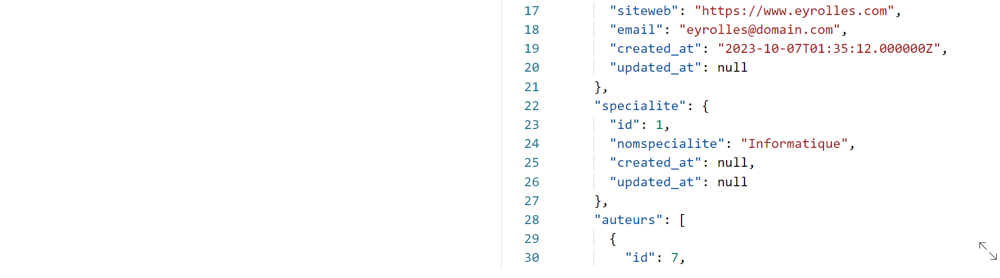 17 "siteweb": "https://www.eyrolles.com",
18 "email": "eyrolles@domain.com",
19 "created_at": "2023-10-07T01:35:12.000000Z",
20 "updated_at": null
21 },
22 "specialite": {
23 "id": 1,
24 "nomspecialite": "Informatique",
25 "created_at": null,
26 "updated_at": null
27 },
28 "auteurs": [
29 {
30 "id": 7,